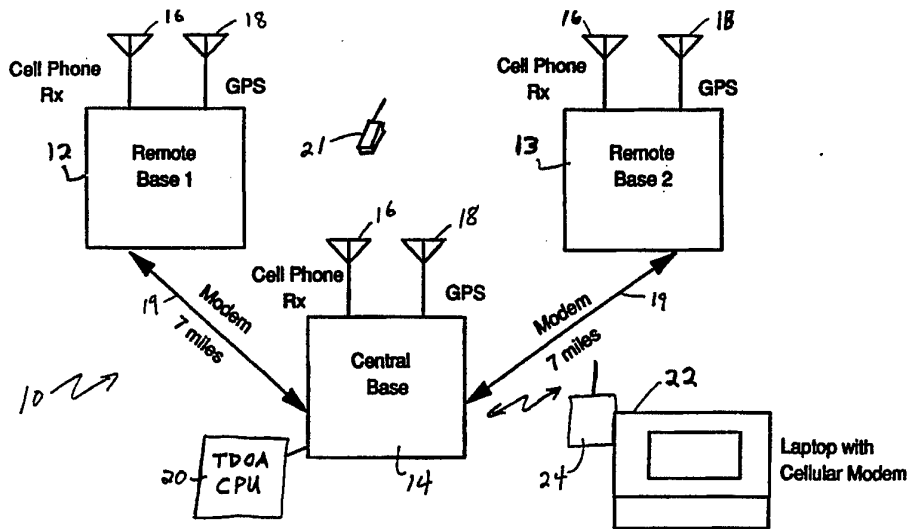 16
18
16
18
Cell Phone
Rx
GPS
Cell Phone
Rx
GPS
12
Remote
Base 1
21
13
Remote
Base 2
16
18
Cell Phone
Rx
GPS
19
Modem
7 miles
Modem
7 miles
19
Central
Base
10
22
TDOA
CPU
20
14
24
Laptop with
Cellular Modem